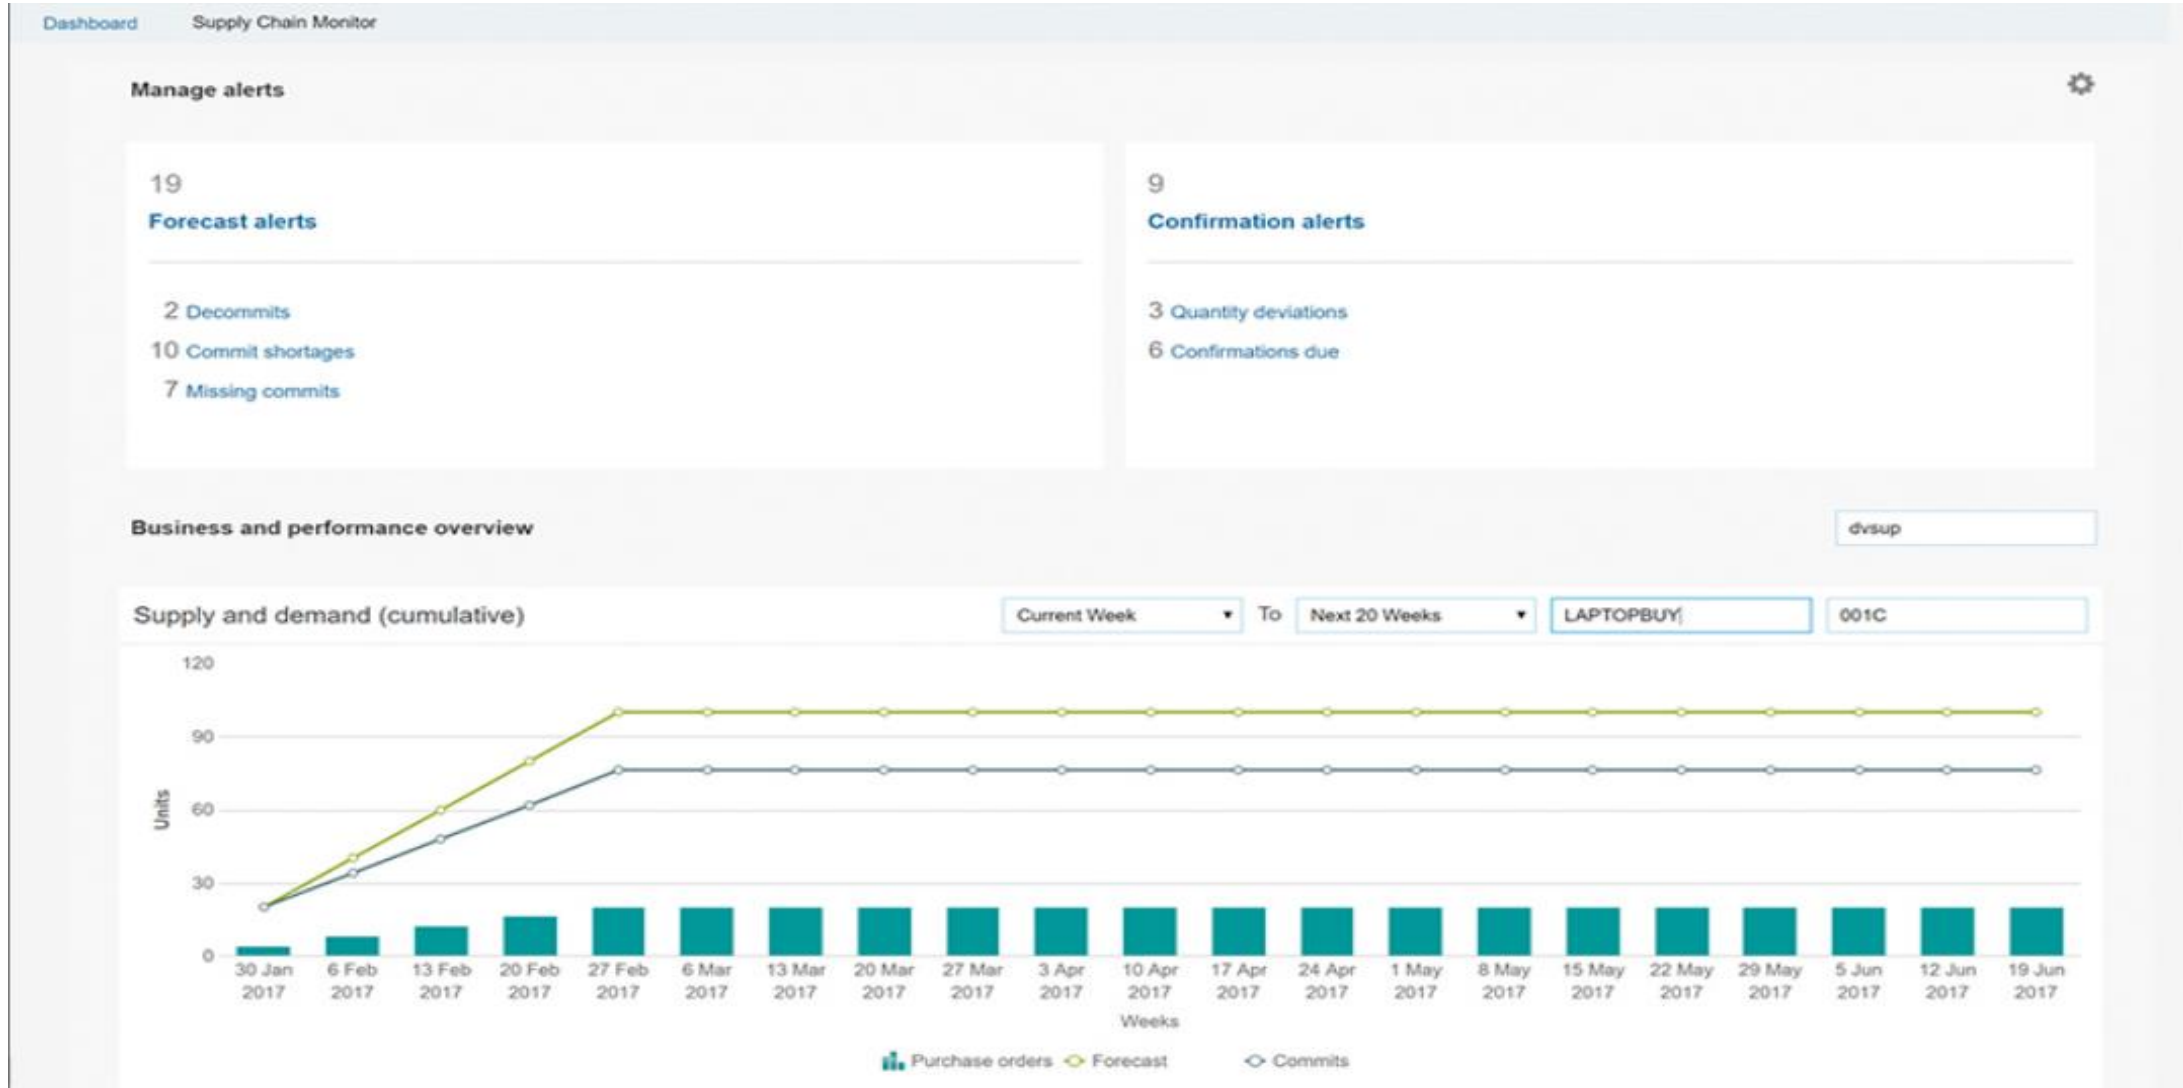 Dashboard Supply Chain Monitor
Manage alerts
19
Forecast alerts
2 Decommits
10 Commit shortages
7 Missing commits
9
Confirmation alerts
3 Quantity deviations
6 Confirmations due
Business and performance overview
dvsup
Supply and demand (cumulative)
Current Week To Next 20 Weeks LAPTOPBUY 001C
120
90
60
30
0
Units
30 Jan 6 Feb 13 Feb 20 Feb 27 Feb 6 Mar 13 Mar 20 Mar 27 Mar 3 Apr 10 Apr 17 Apr 24 Apr 1 May 8 May 15 May 22 May 29 May 5 Jun 12 Jun 19 Jun
2017 2017 2017 2017 2017 2017 2017 2017 2017 2017 2017 2017 2017 2017 2017 2017 2017 2017 2017 2017 2017
Weeks
Purchase orders Forecast Commits